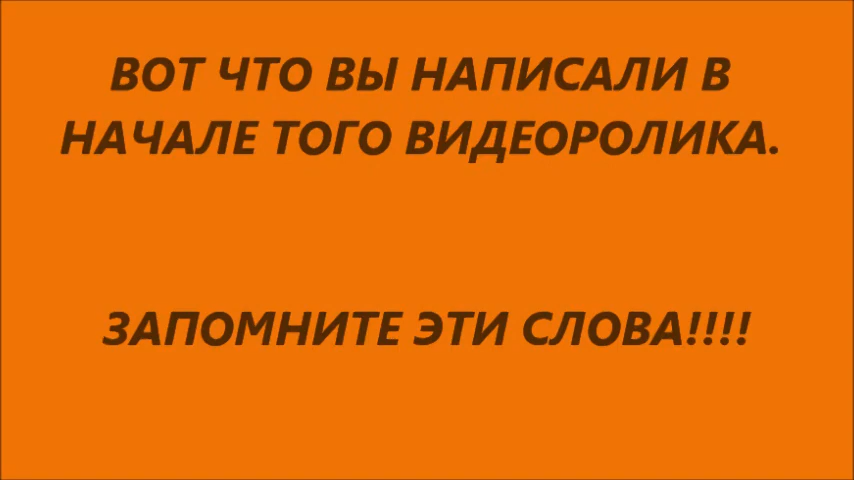 ВОТ ЧТО ВЫ НАПИСАЛИ В
НАЧАЛЕ ТОГО ВИДЕОРОЛИКА.
ЗАПОМНИТЕ ЭТИ СЛОВА!!!!